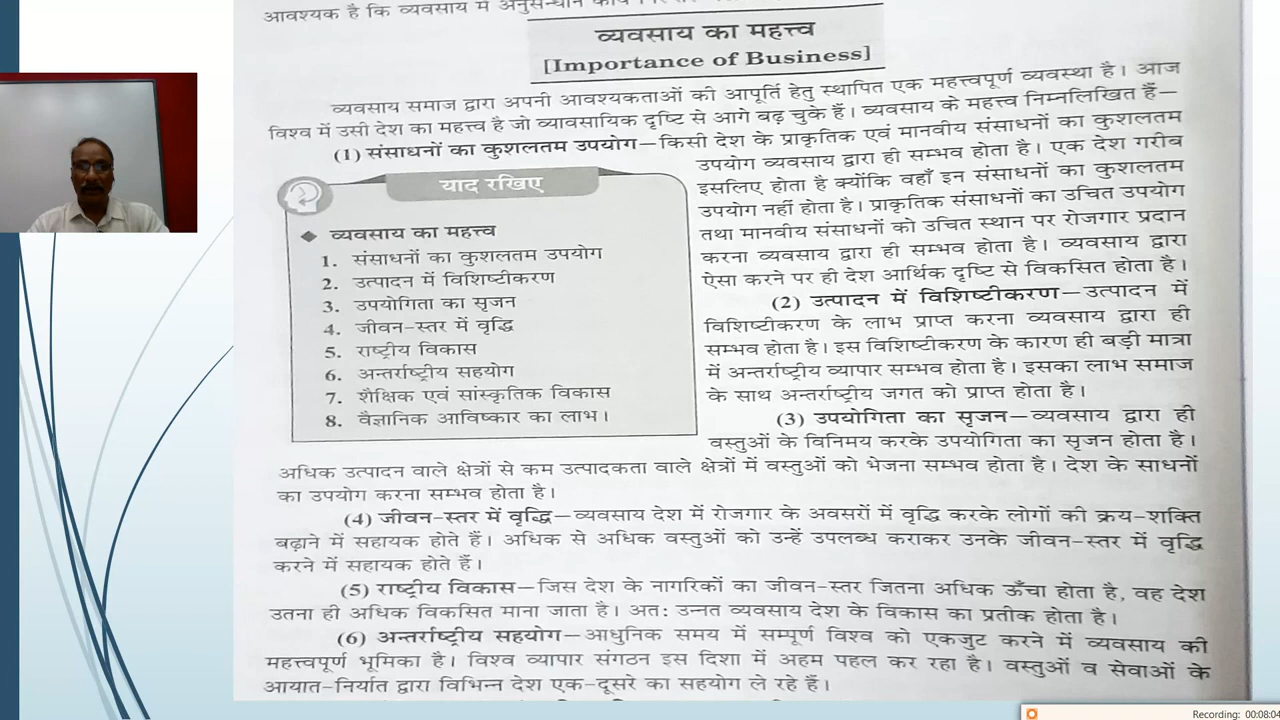 आवश्यक है कि व्यवसाय में अनुसन्धान कार्य
व्यवसाय का महत्त्व
[Importance of Business]
व्यवसाय समाज द्वारा अपनी आवश्यकताओं की आपूर्ति हेतु स्थापित एक महत्त्वपूर्ण व्यवस्था है। आज
विश्व में उसी देश का महत्त्व है जो व्यावसायिक दृष्टि से आगे बढ़ चुके हैं। व्यवसाय के महत्त्व निम्नलिखित हैं—
(1) संसाधनों का कुशलतम उपयोग—किसी देश के प्राकृतिक एवं मानवीय संसाधनों का कुशलतम
उपयोग व्यवसाय द्वारा ही सम्भव होता है। एक देश गरीब
इसलिए होता है क्योंकि वहाँ इन संसाधनों का कुशलतम
उपयोग नहीं होता है। प्राकृतिक संसाधनों का उचित उपयोग
तथा मानवीय संसाधनों को उचित स्थान पर रोजगार प्रदान
करना व्यवसाय द्वारा ही सम्भव होता है। व्यवसाय द्वारा
ऐसा करने पर ही देश आर्थिक दृष्टि से विकसित होता है।
याद रखिए
◆ व्यवसाय का महत्त्व
1. संसाधनों का कुशलतम उपयोग
2. उत्पादन में विशिष्टीकरण
3. उपयोगिता का सृजन
4. जीवन-स्तर में वृद्धि
5. राष्ट्रीय विकास
6. अन्तर्राष्ट्रीय सहयोग
7. शैक्षिक एवं सांस्कृतिक विकास
8. वैज्ञानिक आविष्कार का लाभ।
(2) उत्पादन में विशिष्टीकरण—उत्पादन में
विशिष्टीकरण के लाभ प्राप्त करना व्यवसाय द्वारा ही
सम्भव होता है। इस विशिष्टीकरण के कारण ही बड़ी मात्रा
में अन्तर्राष्ट्रीय व्यापार सम्भव होता है। इसका लाभ समाज
के साथ अन्तर्राष्ट्रीय जगत को प्राप्त होता है।
(3) उपयोगिता का सृजन—व्यवसाय द्वारा ही
वस्तुओं के विनिमय करके उपयोगिता का सृजन होता है।
अधिक उत्पादन वाले क्षेत्रों से कम उत्पादकता वाले क्षेत्रों में वस्तुओं को भेजना सम्भव होता है। देश के साधनों
का उपयोग करना सम्भव होता है।
(4) जीवन-स्तर में वृद्धि—व्यवसाय देश में रोजगार के अवसरों में वृद्धि करके लोगों की क्रय-शक्ति
बढ़ाने में सहायक होते हैं। अधिक से अधिक वस्तुओं को उन्हें उपलब्ध कराकर उनके जीवन-स्तर में वृद्धि
करने में सहायक होते हैं।
(5) राष्ट्रीय विकास—जिस देश के नागरिकों का जीवन-स्तर जितना अधिक ऊँचा होता है, वह देश
उतना ही अधिक विकसित माना जाता है। अत: उन्नत व्यवसाय देश के विकास का प्रतीक होता है।
(6) अन्तर्राष्ट्रीय सहयोग—आधुनिक समय में सम्पूर्ण विश्व को एकजुट करने में व्यवसाय की
महत्त्वपूर्ण भूमिका है। विश्व व्यापार संगठन इस दिशा में अहम पहल कर रहा है। वस्तुओं व सेवाओं के
आयात-निर्यात द्वारा विभिन्न देश एक-दूसरे का सहयोग ले रहे हैं।
Recording: 00:08:04